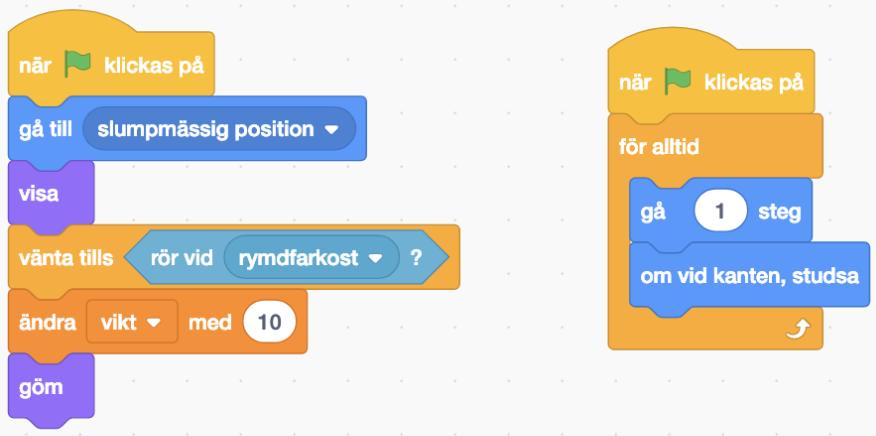 när klickas på
gå till slumpmässig position
visa
vänta tills rör vid rymdfarkost ?
ändra vikt med 10
göm
när klickas på
för alltid
gå 1 steg
om vid kanten, studsa